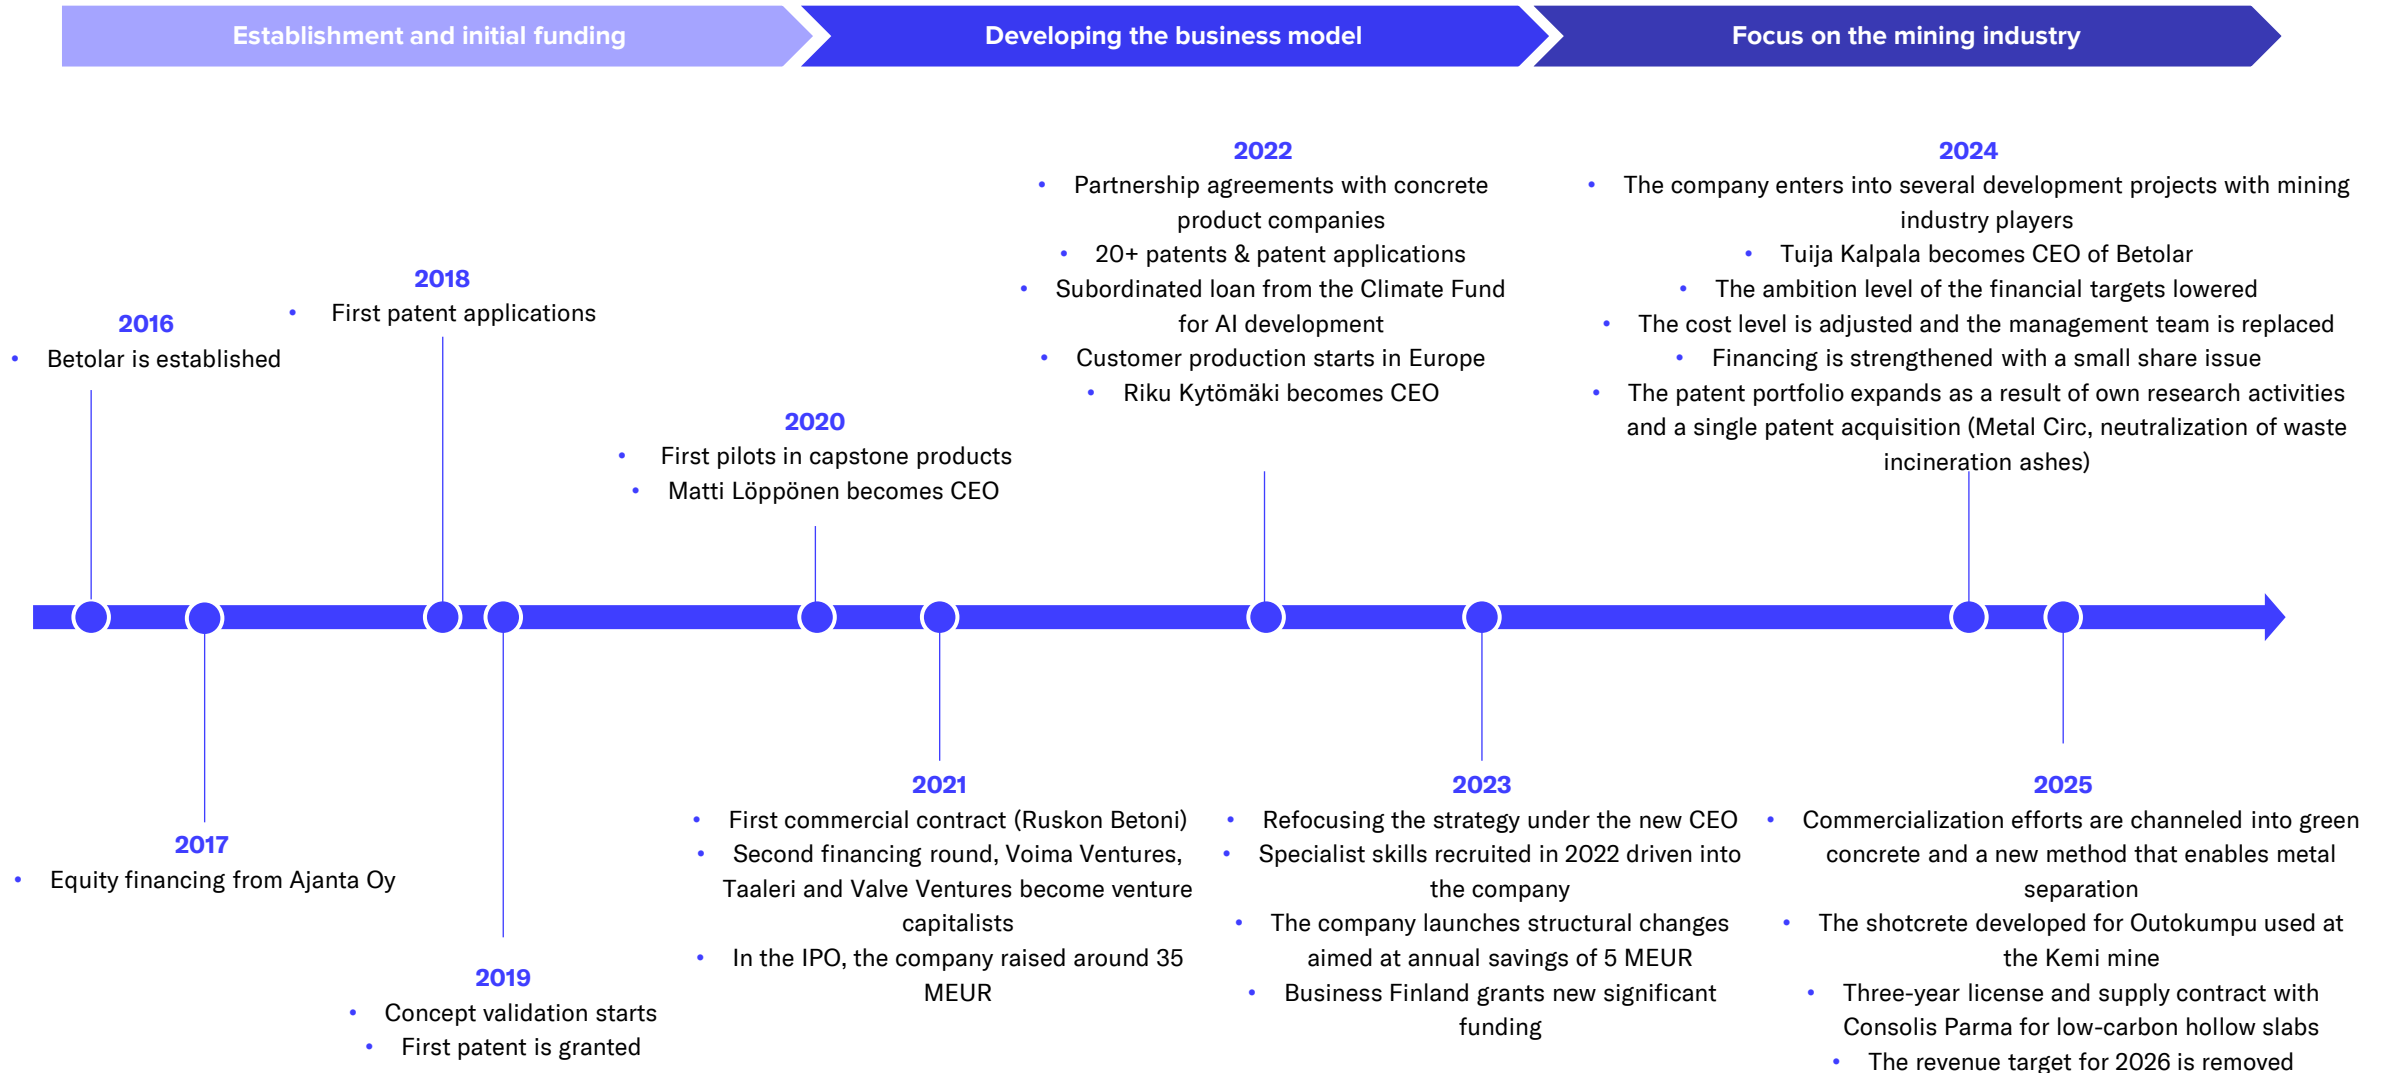 Establishment and initial funding
Developing the business model
Focus on the mining industry
2016
• Betolar is established
2018
• First patent applications
2020
• First pilots in capstone products
• Matti Löppönen becomes CEO
2022
• Partnership agreements with concrete
product companies
• 20+ patents & patent applications
• Subordinated loan from the Climate Fund
for AI development
• Customer production starts in Europe
• Riku Kytömäki becomes CEO
2024
• The company enters into several development projects with mining
industry players
• Tuija Kalpala becomes CEO of Betolar
• The ambition level of the financial targets lowered
• The cost level is adjusted and the management team is replaced
• Financing is strengthened with a small share issue
• The patent portfolio expands as a result of own research activities
and a single patent acquisition (Metal Circ, neutralization of waste
incineration ashes)
2017
• Equity financing from Ajanta Oy
2019
• Concept validation starts
• First patent is granted
2021
• First commercial contract (Ruskon Betoni)
• Second financing round, Voima Ventures,
Taaleri and Valve Ventures become venture
capitalists
• In the IPO, the company raised around 35
MEUR
2023
• Refocusing the strategy under the new CEO
• Specialist skills recruited in 2022 driven into
the company
• The company launches structural changes
aimed at annual savings of 5 MEUR
• Business Finland grants new significant
funding
2025
• Commercialization efforts are channeled into green
concrete and a new method that enables metal
separation
• The shotcrete developed for Outokumpu used at
the Kemi mine
• Three-year license and supply contract with
Consolis Parma for low-carbon hollow slabs
• The revenue target for 2026 is removed